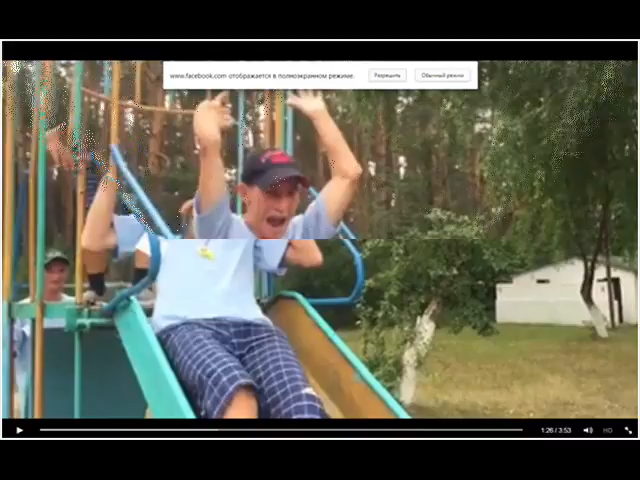 www.facebook.com отображается в полноэкранном режиме. Разрешить Обычный режим
1:26 / 3:53 HD